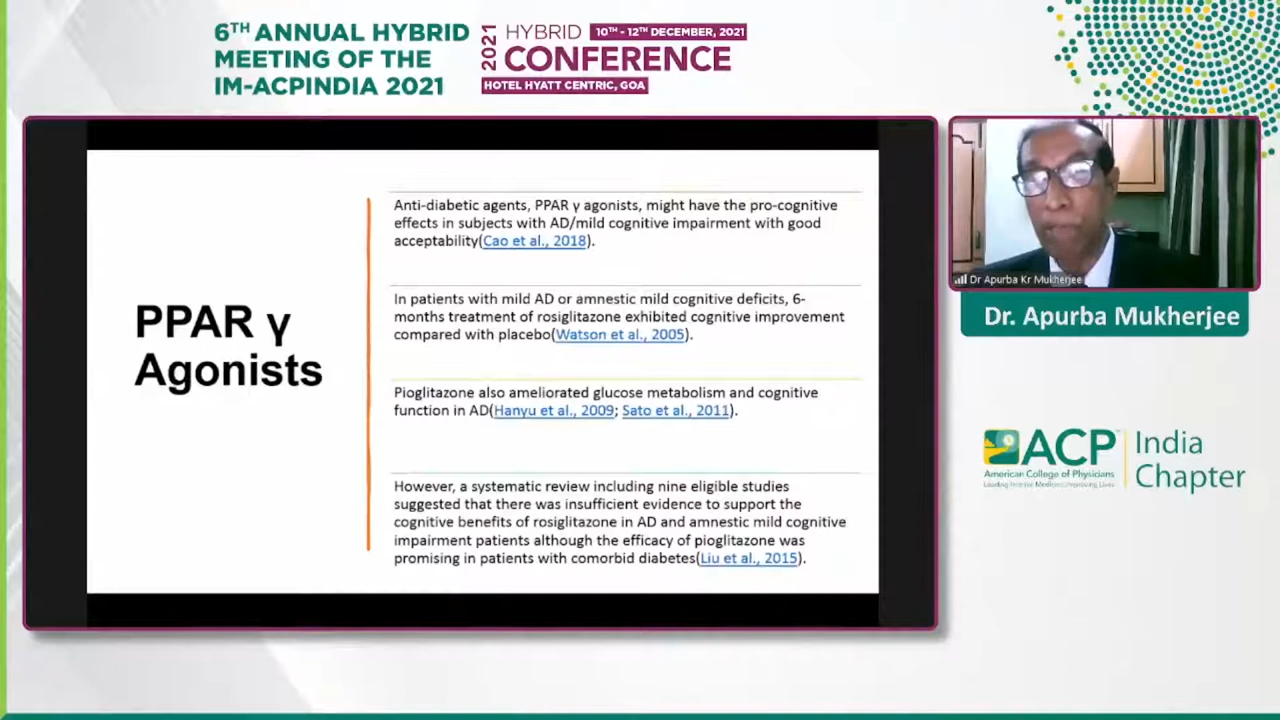 6TH ANNUAL HYBRID
MEETING OF THE
IM-ACPINDIA 2021
2021
HYBRID
10TH - 12TH DECEMBER, 2021
CONFERENCE
HOTEL HYATT CENTRIC, GOA
PPAR γ
Agonists
Anti-diabetic agents, PPAR γ agonists, might have the pro-cognitive
effects in subjects with AD/mild cognitive impairment with good
acceptability(Cao et al., 2018).
In patients with mild AD or amnestic mild cognitive deficits, 6-
months treatment of rosiglitazone exhibited cognitive improvement
compared with placebo(Watson et al., 2005).
Pioglitazone also ameliorated glucose metabolism and cognitive
function in AD(Hanyu et al., 2009; Sato et al., 2011).
However, a systematic review including nine eligible studies
suggested that there was insufficient evidence to support the
cognitive benefits of rosiglitazone in AD and amnestic mild cognitive
impairment patients although the efficacy of pioglitazone was
promising in patients with comorbid diabetes(Liu et al., 2015).
Dr Apurba Kr Mukherjee
Dr. Apurba Mukherjee
ACP
American College of Physicians
Leading Internal Medicine, Improving Lives
India
Chapter